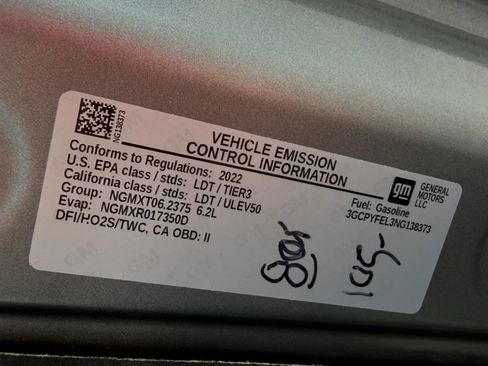 NG138373
VEHICLE EMISSION
CONTROL INFORMATION
Conforms to Regulations: 2022
U.S. EPA class / stds: LDT / TIER3
California class / stds: LDT / ULEV50
Group: NGMXT06.2375 6.2L
Evap: NGMXR017350D
DFI/HO2S/TWC, CA OBD: II
gm
GENERAL
MOTORS
LLC
Fuel: Gasoline
3GCPYFEL3NG138373